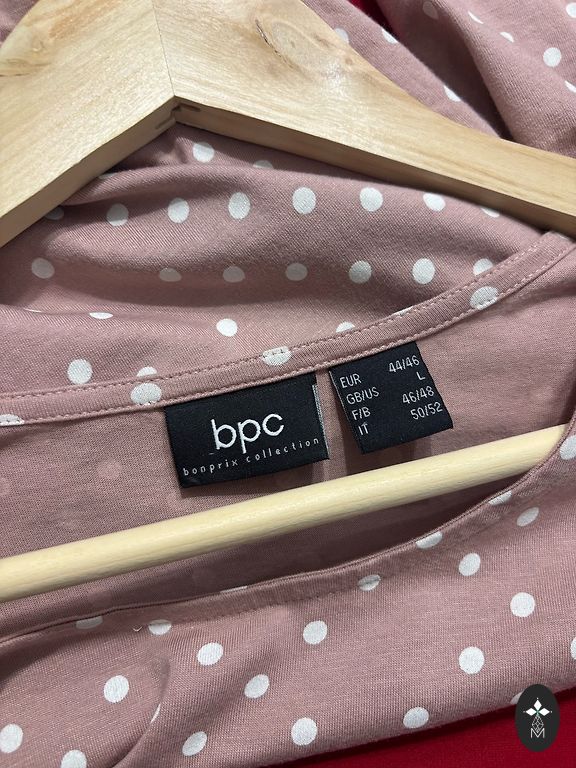 bpc
bonprix collection
EUR 44/46
GB/US L
F/B 46/48
IT 50/52